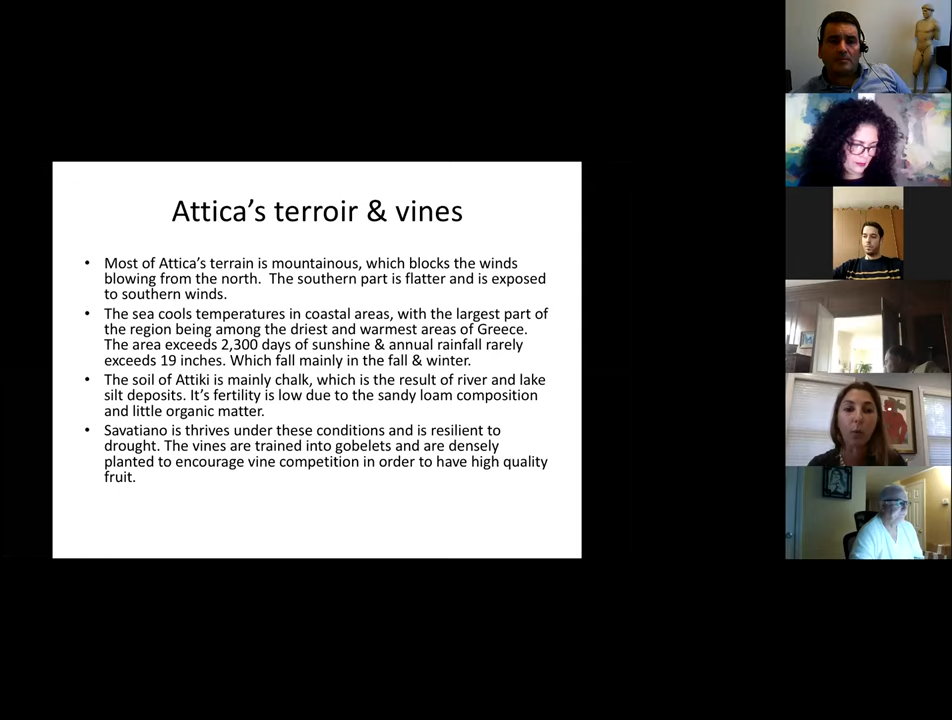 Attica’s terroir & vines
• Most of Attica’s terrain is mountainous, which blocks the winds
blowing from the north.  The southern part is flatter and is exposed
to southern winds.
• The sea cools temperatures in coastal areas, with the largest part of
the region being among the driest and warmest areas of Greece.
The area exceeds 2,300 days of sunshine & annual rainfall rarely
exceeds 19 inches. Which fall mainly in the fall & winter.
• The soil of Attiki is mainly chalk, which is the result of river and lake
silt deposits. It’s fertility is low due to the sandy loam composition
and little organic matter.
• Savatiano is thrives under these conditions and is resilient to
drought. The vines are trained into gobelets and are densely
planted to encourage vine competition in order to have high quality
fruit.